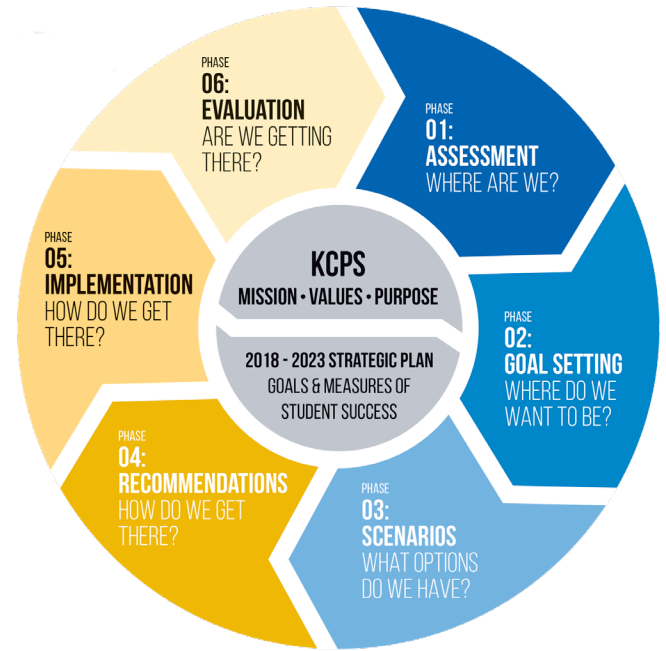 PHASE
01:
ASSESSMENT
WHERE ARE WE?
PHASE
02:
GOAL SETTING
WHERE DO WE
WANT TO BE?
PHASE
03:
SCENARIOS
WHAT OPTIONS
DO WE HAVE?
PHASE
04:
RECOMMENDATIONS
HOW DO WE GET
THERE?
PHASE
05:
IMPLEMENTATION
HOW DO WE GET
THERE?
PHASE
06:
EVALUATION
ARE WE GETTING
THERE?
KCPS
MISSION • VALUES • PURPOSE
2018 - 2023 STRATEGIC PLAN
GOALS & MEASURES OF
STUDENT SUCCESS